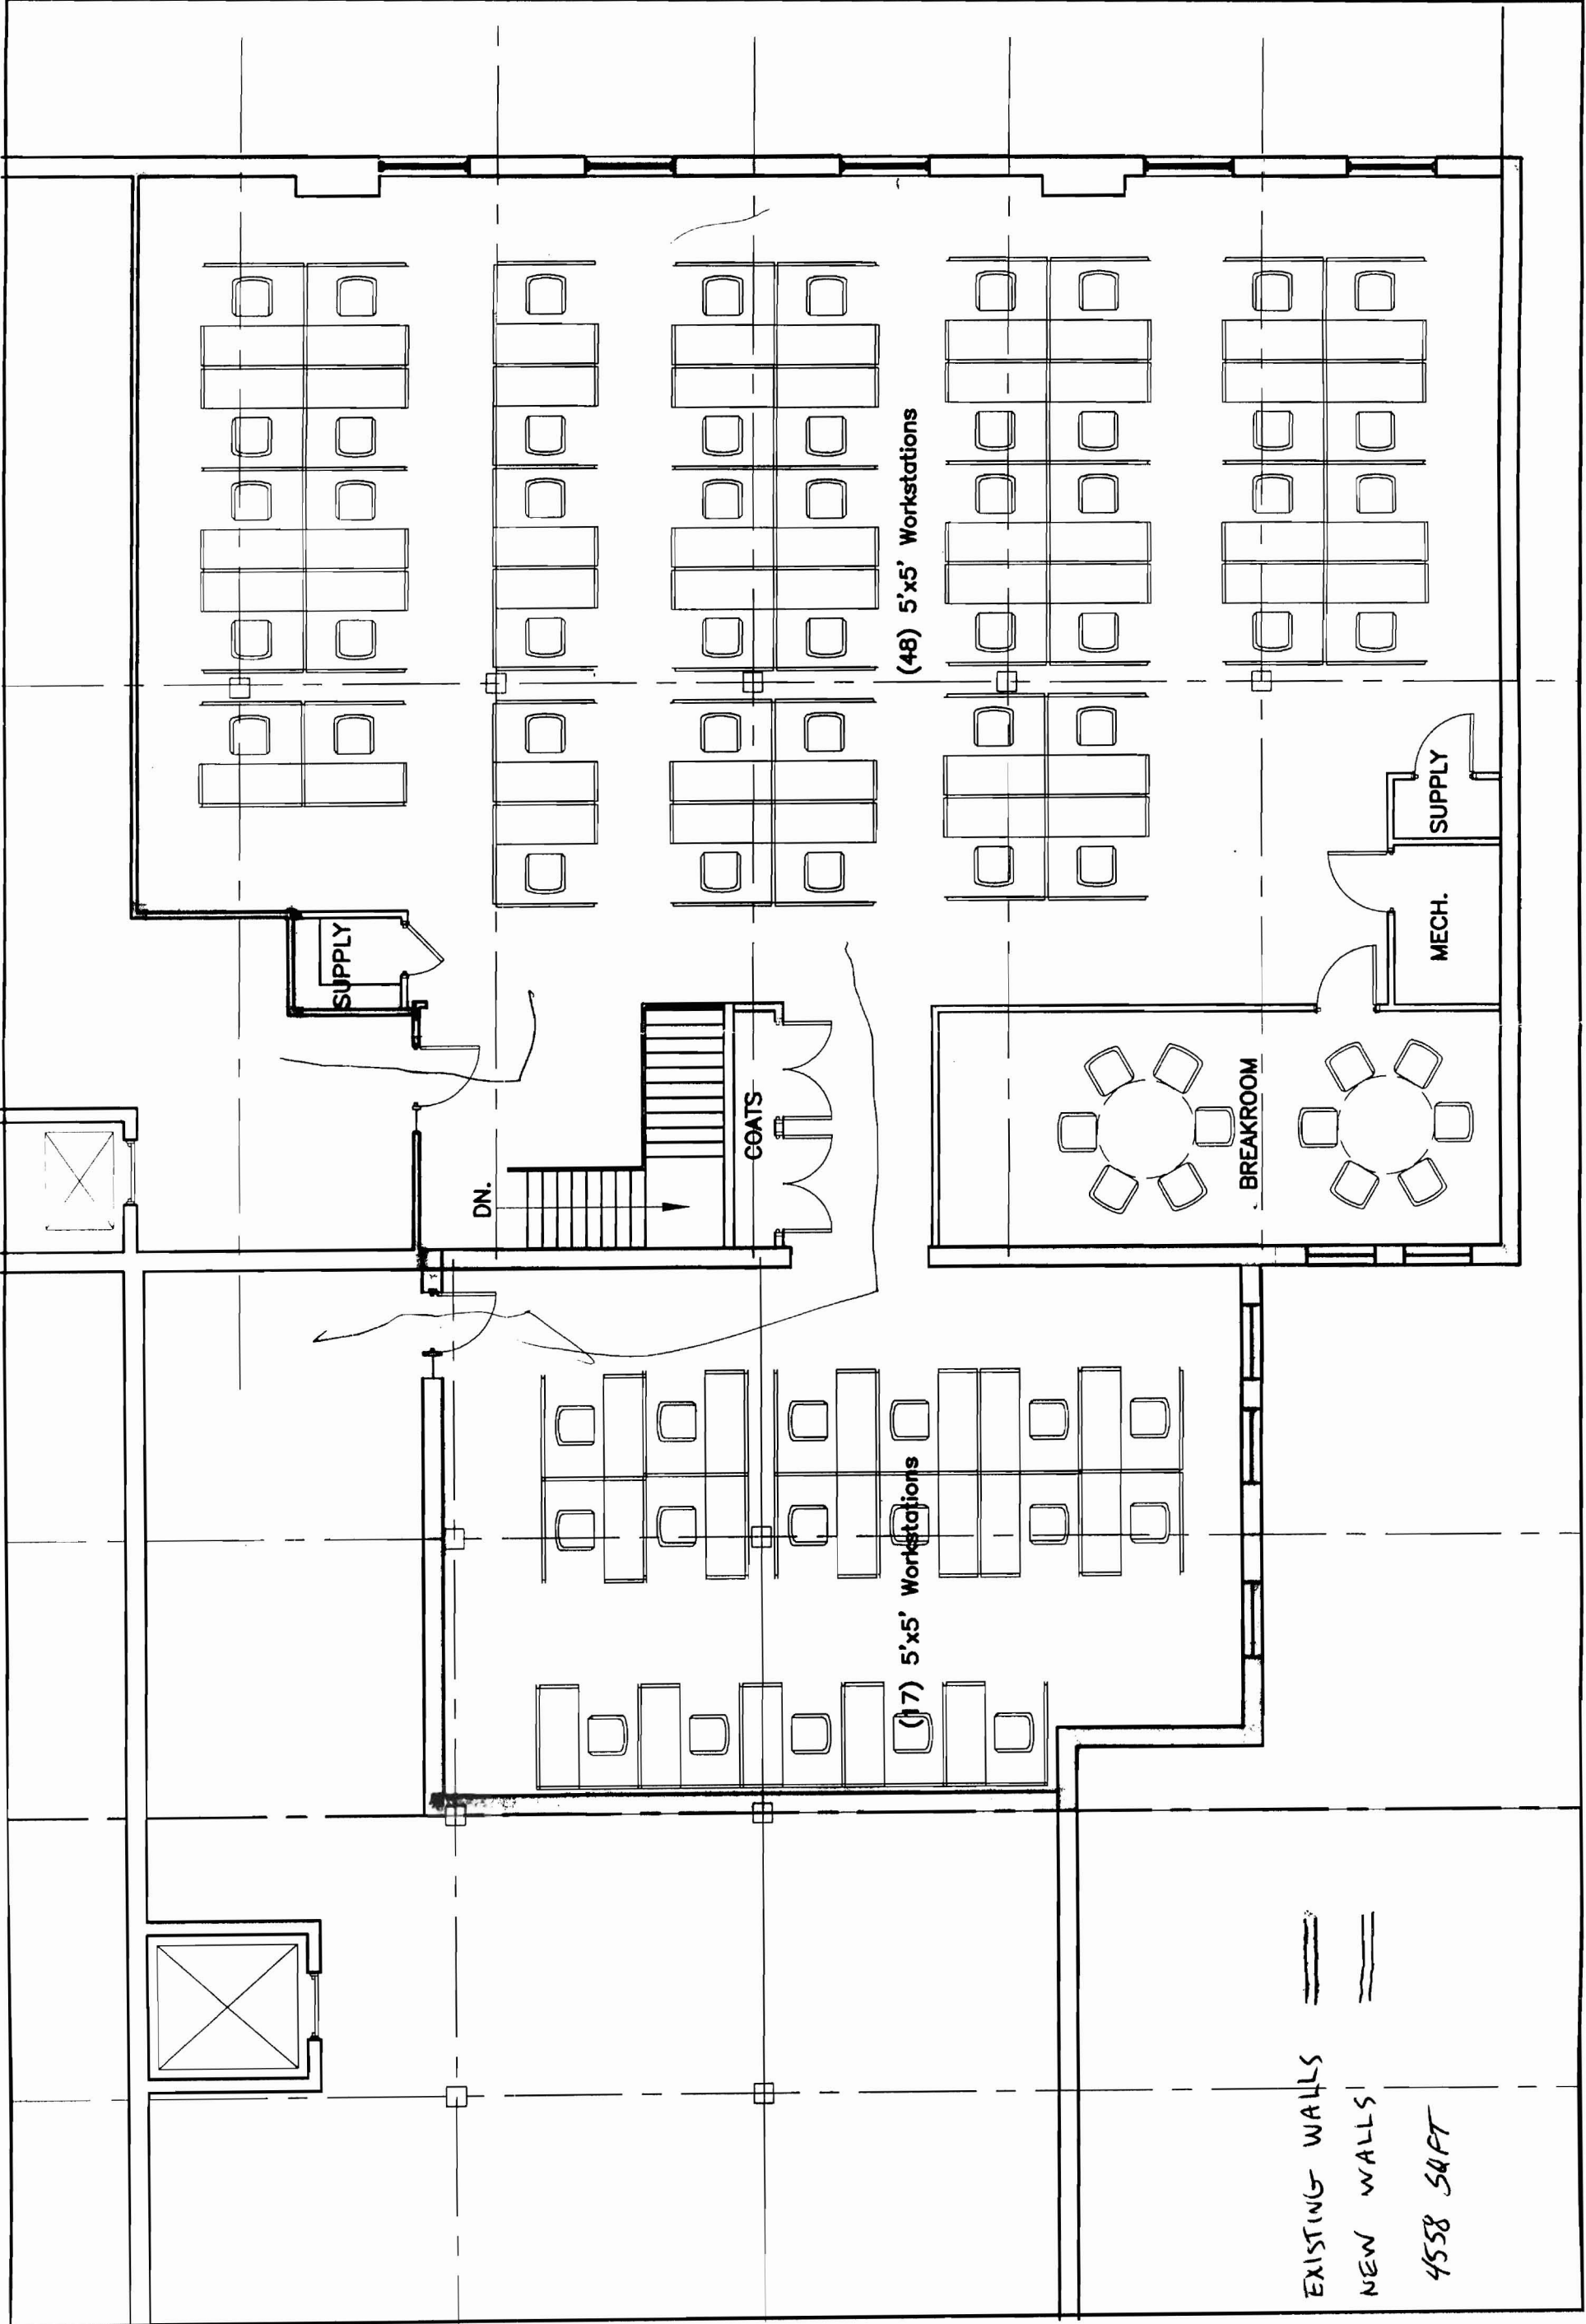 (48) 5'x5' Workstations
SUPPLY
SUPPLY
MECH.
COATS
DN.
BREAKROOM
(17) 5'x5' Workstations
EXISTING WALLS
NEW WALLS
4558 SQFT